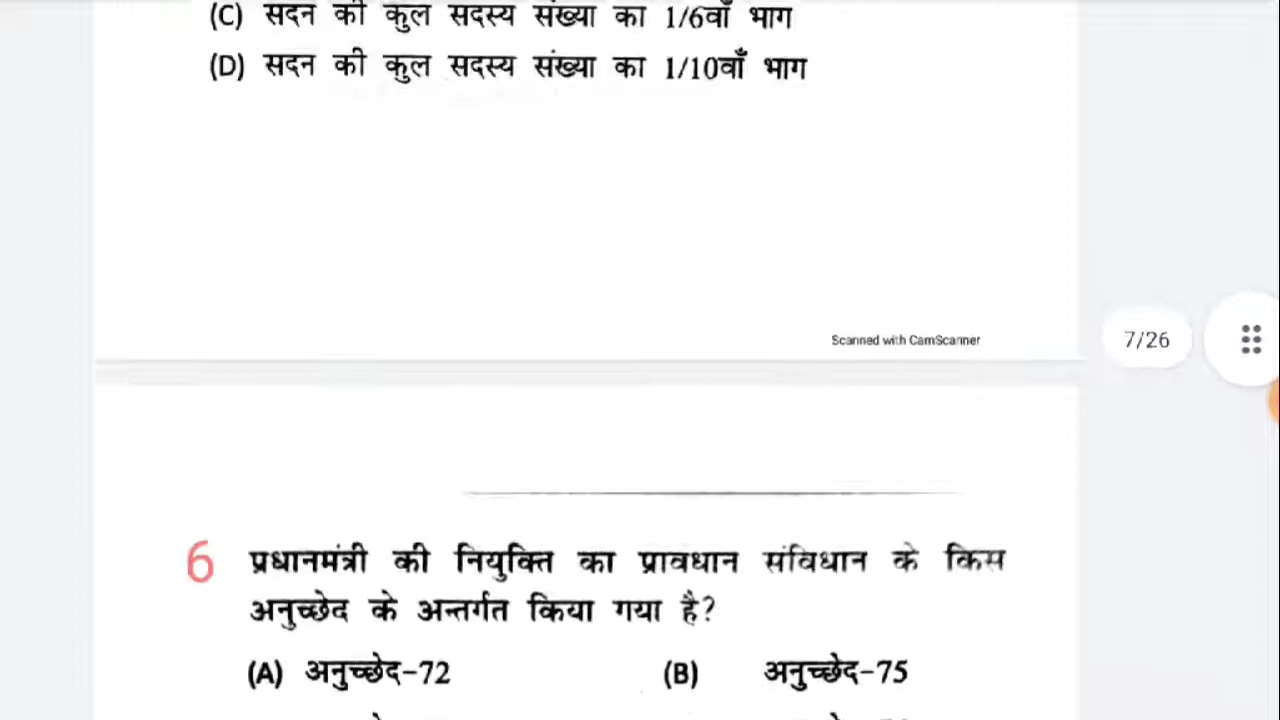 (C) सदन की कुल सदस्य संख्या का 1/6वाँ भाग
(D) सदन की कुल सदस्य संख्या का 1/10वाँ भाग
Scanned with CamScanner
7/26
6 प्रधानमंत्री की नियुक्ति का प्रावधान संविधान के किस
अनुच्छेद के अन्तर्गत किया गया है?
(A) अनुच्छेद-72 (B) अनुच्छेद-75